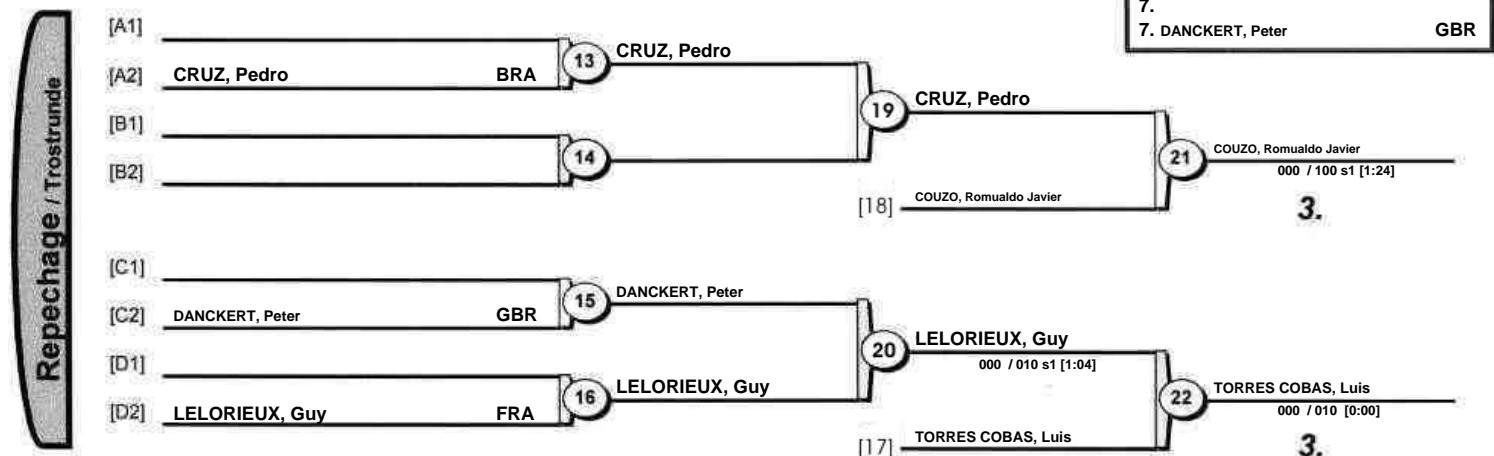 7.
7. DANCKERT, Peter GBR
Repechage / Trostrunde
[A1]
13 CRUZ, Pedro
[A2] CRUZ, Pedro BRA
19 CRUZ, Pedro
[B1]
14
[B2]
21 COUZO, Romualdo Javier
000 / 100 s1 [1:24]
[18] COUZO, Romualdo Javier
3.
[C1]
15 DANCKERT, Peter
[C2] DANCKERT, Peter GBR
20 LELORIEUX, Guy
000 / 010 s1 [1:04]
[D1]
16 LELORIEUX, Guy
[D2] LELORIEUX, Guy FRA
22 TORRES COBAS, Luis
000 / 010 [0:00]
[17] TORRES COBAS, Luis
3.